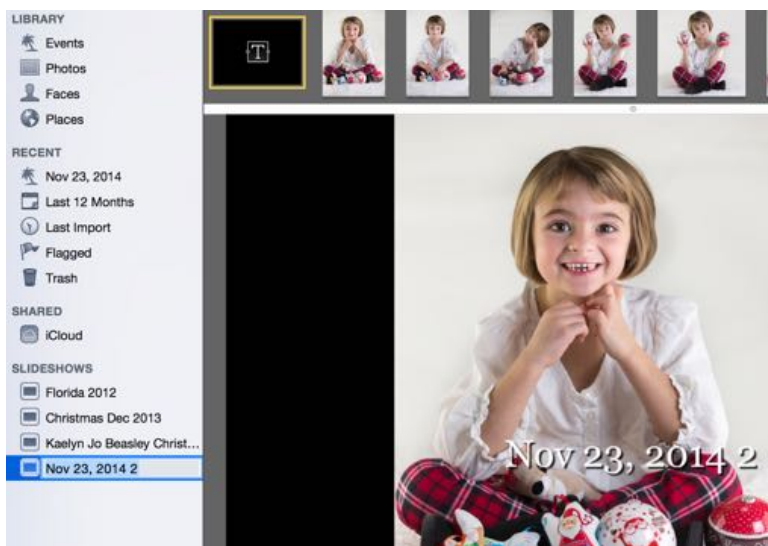 LIBRARY
Events
Photos
Faces
Places
RECENT
Nov 23, 2014
Last 12 Months
Last Import
Flagged
Trash
SHARED
iCloud
SLIDESHOWS
Florida 2012
Christmas Dec 2013
Kaelyn Jo Beasley Christ...
Nov 23, 2014 2
T
Nov 23, 2014 2